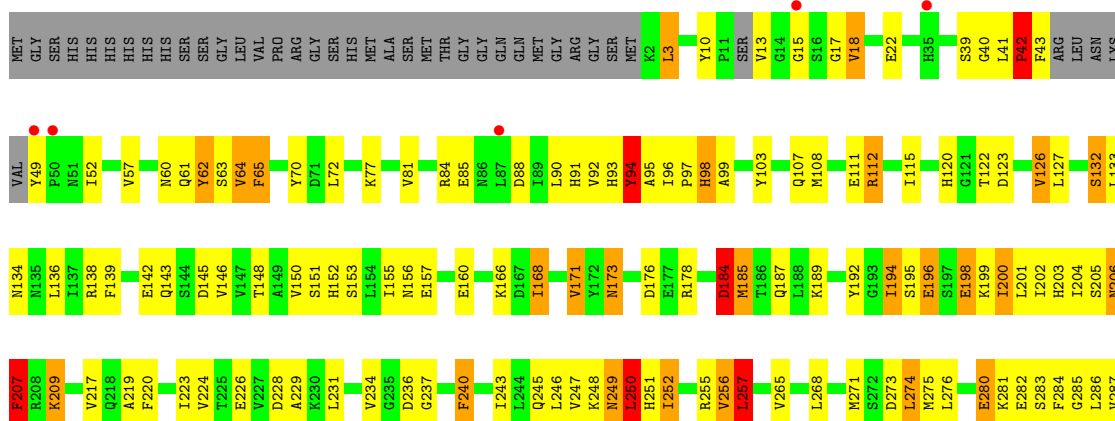 MET GLY SER HIS HIS HIS HIS HIS HIS SER SER GLY LEU VAL PRO ARG GLY SER HIS MET ALA SER MET THR GLY GLY GLN GLN MET GLY ARG GLY SER MET K2 L3 Y10 P11 SER V13 G14 G15 S16 G17 V18 E22 H35 S39 G40 L41 P42 F43 ARG LEU ASN LYS
VAL Y49 P50 N51 I52 V57 N60 Q61 Y62 S63 V64 F65 Y70 D71 L72 K77 V81 R84 E85 N86 L87 D88 I89 L90 H91 V92 H93 Y94 A95 I96 P97 H98 A99 Y103 Q107 M108 E111 R112 I115 H120 G121 T122 D123 V126 L127 S132 L133
N134 N135 L136 I137 R138 F139 E142 Q143 S144 D145 V146 V147 T148 A149 V150 S151 H152 S153 L154 I155 N156 E157 E160 K166 D167 I168 V171 Y172 N173 D176 E177 R178 D184 M185 T186 Q187 L188 K189 Y192 G193 I194 S195 E196 S197 E198 K199 I200 L201 I202 H203 I204 S205 N206
F207 R208 K209 V217 Q218 A219 F220 I223 V224 T225 E226 V227 D228 A229 K230 L231 V234 G235 D236 G237 F240 I243 L244 Q245 L246 V247 K248 N249 L250 H251 I252 R255 V256 L257 V265 L268 M271 S272 D273 L274 M275 L276 E280 K281 E282 S283 F284 G285 L286 V287